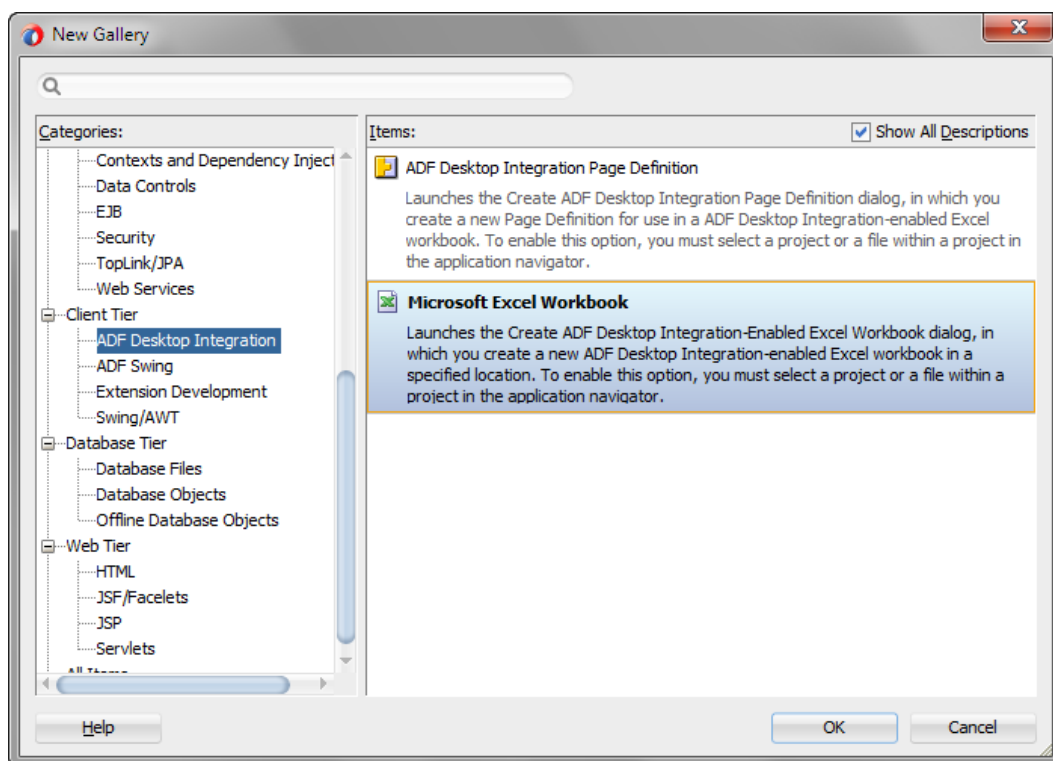 New Gallery
Categories:
Contexts and Dependency Inject
Data Controls
EJB
Security
TopLink/JPA
Web Services
Client Tier
ADF Desktop Integration
ADF Swing
Extension Development
Swing/AWT
Database Tier
Database Files
Database Objects
Offline Database Objects
Web Tier
HTML
JSF/Facelets
JSP
Servlets
All Items
Items:
Show All Descriptions
ADF Desktop Integration Page Definition
Launches the Create ADF Desktop Integration Page Definition dialog, in which you
create a new Page Definition for use in a ADF Desktop Integration-enabled Excel
workbook. To enable this option, you must select a project or a file within a project in
the application navigator.
Microsoft Excel Workbook
Launches the Create ADF Desktop Integration-Enabled Excel Workbook dialog, in
which you create a new ADF Desktop Integration-enabled Excel workbook in a
specified location. To enable this option, you must select a project or a file within a
project in the application navigator.
Help
OK
Cancel